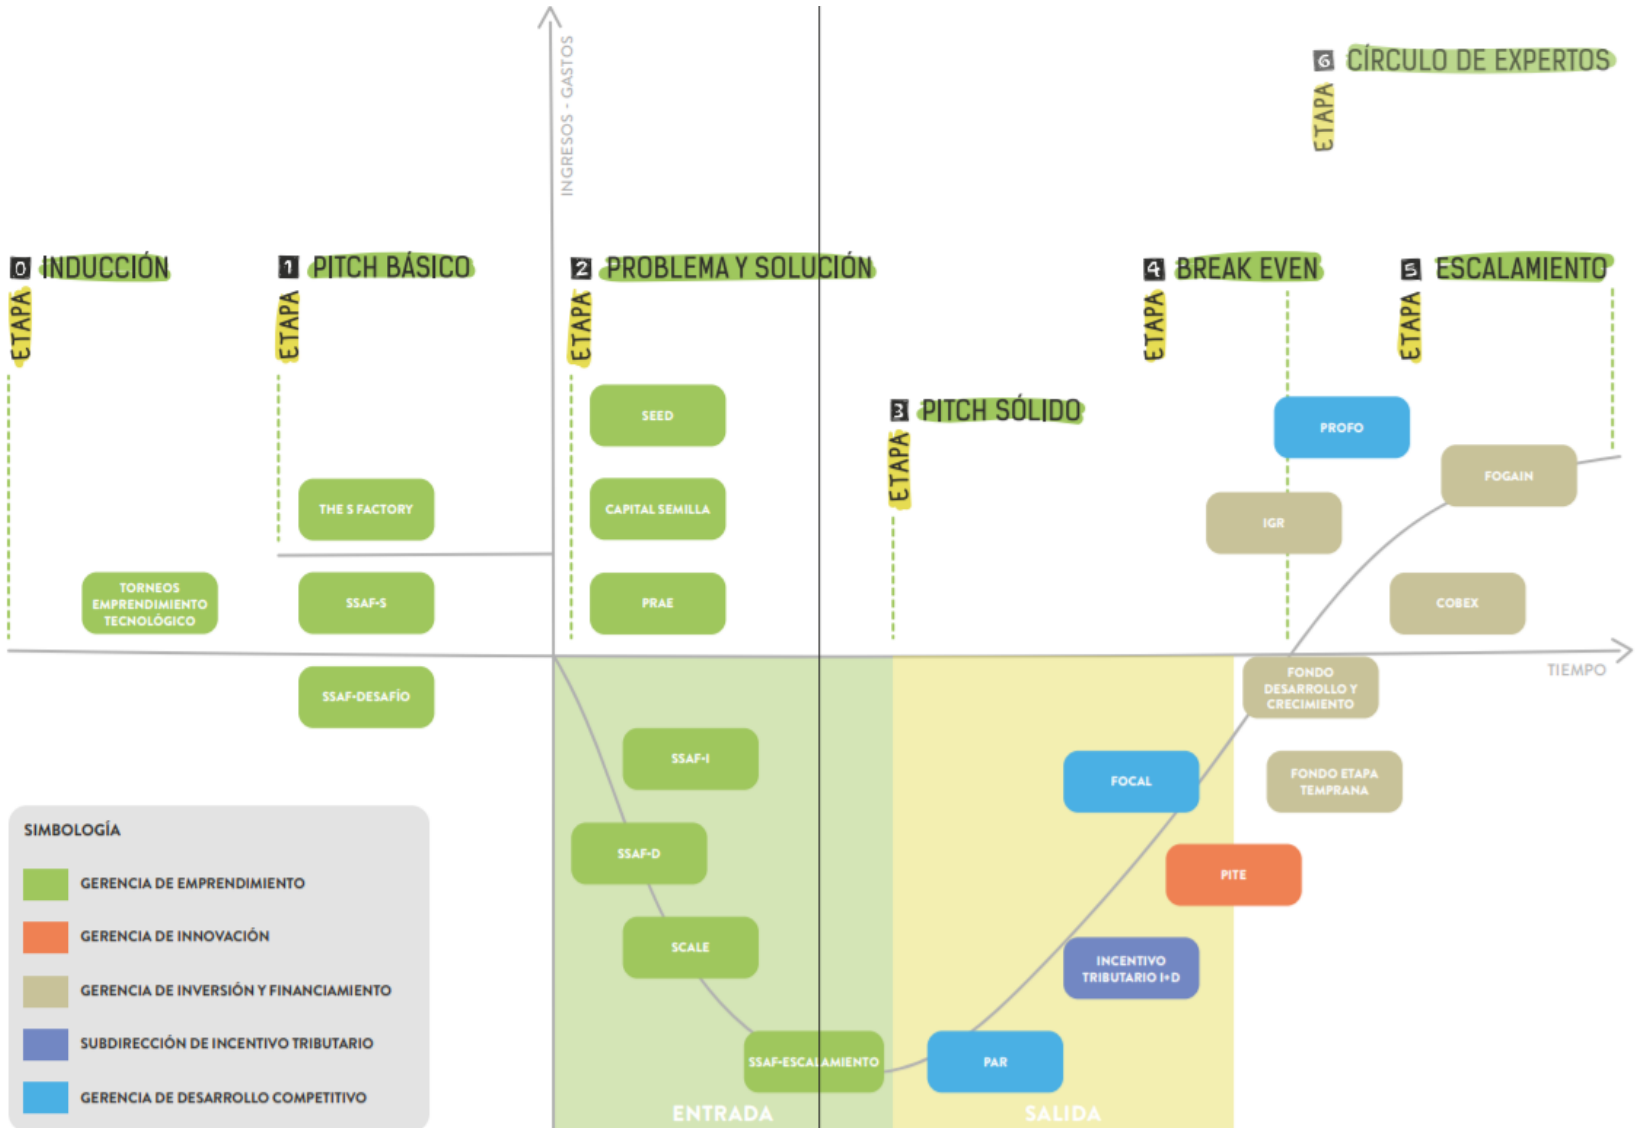 INGRESOS - GASTOS
6 CÍRCULO DE EXPERTOS
ETAPA
0 INDUCCIÓN
ETAPA
1 PITCH BÁSICO
ETAPA
2 PROBLEMA Y SOLUCIÓN
ETAPA
4 BREAK EVEN
ETAPA
5 ESCALAMIENTO
ETAPA
3 PITCH SÓLIDO
ETAPA
SEED
PROFO
THE S FACTORY
CAPITAL SEMILLA
IGR
FOGAIN
TORNEOS
EMPRENDIMIENTO
TECNOLÓGICO
SSAF-S
PRAE
COBEX
TIEMPO
SSAF-DESAFÍO
FONDO
DESARROLLO Y
CRECIMIENTO
SSAF-I
FOCAL
FONDO ETAPA
TEMPRANA
SSAF-D
PITE
SCALE
INCENTIVO
TRIBUTARIO I+D
SSAF-ESCALAMIENTO
PAR
ENTRADA
SALIDA
SIMBOLOGÍA
GERENCIA DE EMPRENDIMIENTO
GERENCIA DE INNOVACIÓN
GERENCIA DE INVERSIÓN Y FINANCIAMIENTO
SUBDIRECCIÓN DE INCENTIVO TRIBUTARIO
GERENCIA DE DESARROLLO COMPETITIVO